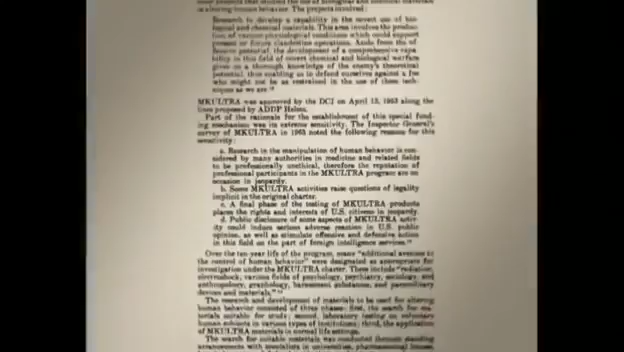 is altering human behavior. The projects involved:
Research to develop a capability in the covert use of bio-
logical and chemical materials. This area involves the produc-
tion of various physiological conditions which could support
present or future clandestine operations. Aside from the of-
fensive potential, the development of a comprehensive capa-
bility in this field of covert chemical and biological warfare
gives us a thorough knowledge of the enemy's theoretical
potential, thus enabling us to defend ourselves against a foe
who might not be as restrained in the use of these tech-
niques as we are.
MKULTRA was approved by the DCI on April 13, 1953 along the
lines proposed by ADDP Helms.
Part of the rationale for the establishment of this special fund-
ing mechanism was its extreme sensitivity. The Inspector General's
survey of MKULTRA in 1963 noted the following reasons for this
sensitivity:
a. Research in the manipulation of human behavior is con-
sidered by many authorities in medicine and related fields
to be professionally unethical, therefore the reputation of
professional participants in the MKULTRA program are on
occasion in jeopardy.
b. Some MKULTRA activities raise questions of legality
implicit in the original charter.
c. A final phase of the testing of MKULTRA products
places the rights and interests of U.S. citizens in jeopardy.
d. Public disclosure of some aspects of MKULTRA activ-
ity could induce serious adverse reaction in U.S. public
opinion, as well as stimulate offensive and defensive action
in this field on the part of foreign intelligence services.
Over the ten-year life of the program, many "additional avenues to
the control of human behavior" were designated as appropriate for
investigation under the MKULTRA charter. These include "radiation,
electroshock, various fields of psychology, psychiatry, sociology, and
anthropology, graphology, harassment substances, and paramilitary
devices and materials."
The research and development of materials to be used for altering
human behavior consisted of three phases: first, the search for ma-
terials suitable for study; second, laboratory testing on voluntary
human subjects in various types of institutions; third, the application
of MKULTRA materials in normal life settings.
The search for suitable materials was conducted through standing
arrangements with specialists in universities, pharmaceutical houses,